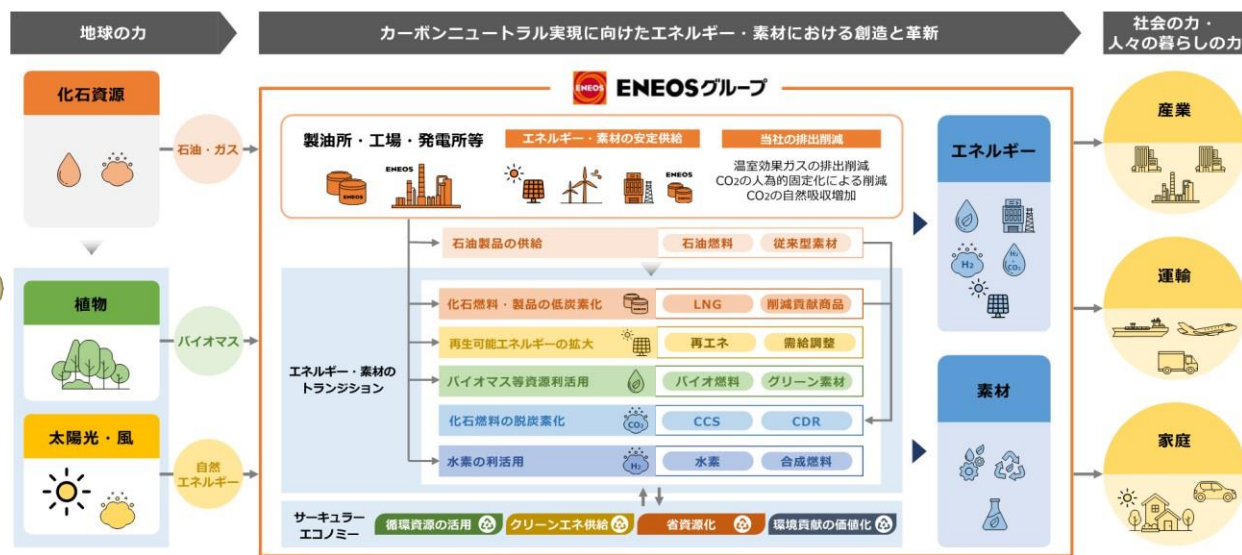 地球の力
カーボンニュートラル実現に向けたエネルギー・素材における創造と革新
社会の力・
人々の暮らしの力
化石資源
石油・ガス
植物
バイオマス
太陽光・風
自然
エネルギー
ENEOS ENEOSグループ
製油所・工場・発電所等
ENEOS
ENEOS
エネルギー・素材の安定供給
ENEOS
ENEOS
当社の排出削減
温室効果ガスの排出削減
CO2の人為的固定化による削減
CO2の自然吸収増加
石油製品の供給 石油燃料 従来型素材
エネルギー・素材の
トランジション
化石燃料・製品の低炭素化 LNG 削減貢献商品
再生可能エネルギーの拡大 再エネ 需給調整
バイオマス等資源利活用 バイオ燃料 グリーン素材
化石燃料の脱炭素化 CO2 CCS CDR
水素の利活用 H2 水素 合成燃料
サーキュラー
エコノミー
循環資源の活用 クリーンエネ供給 省資源化 環境貢献の価値化
エネルギー
H2
H2
+
CO2
素材
産業
運輸
家庭